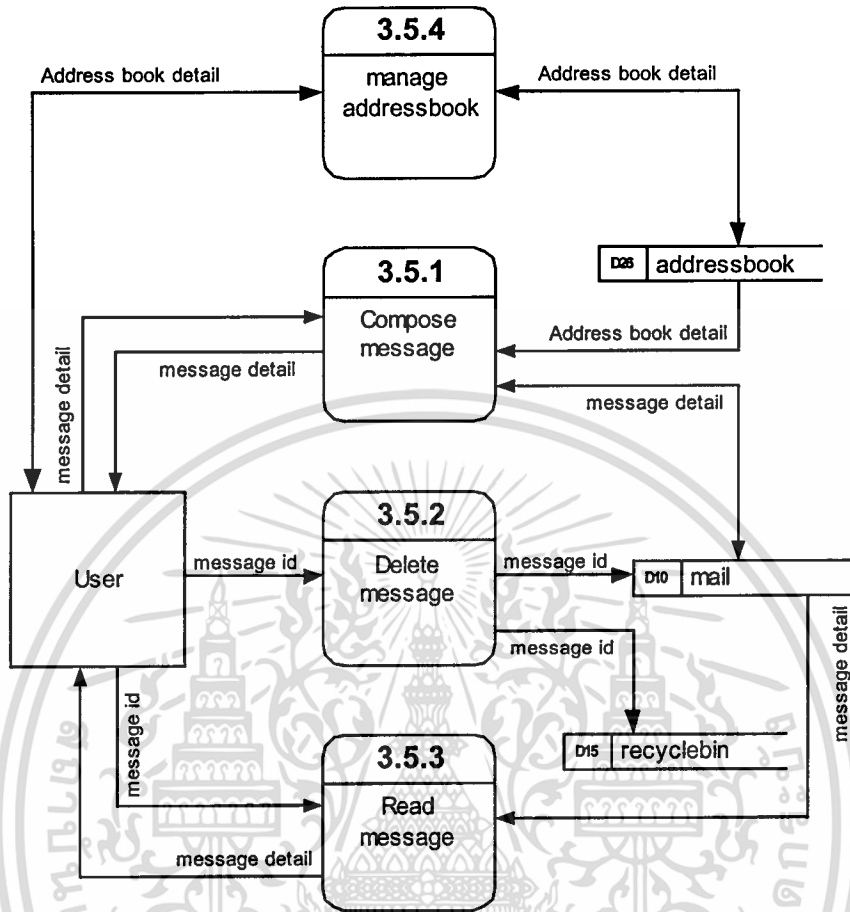 3.5.4
manage
addressbook
Address book detail
Address book detail
D26 addressbook
3.5.1
Compose
message
message detail
message detail
Address book detail
message detail
User
message id
3.5.2
Delete
message
message id
D10 mail
message id
D15 recyclebin
message detail
message id
3.5.3
Read
message
message detail